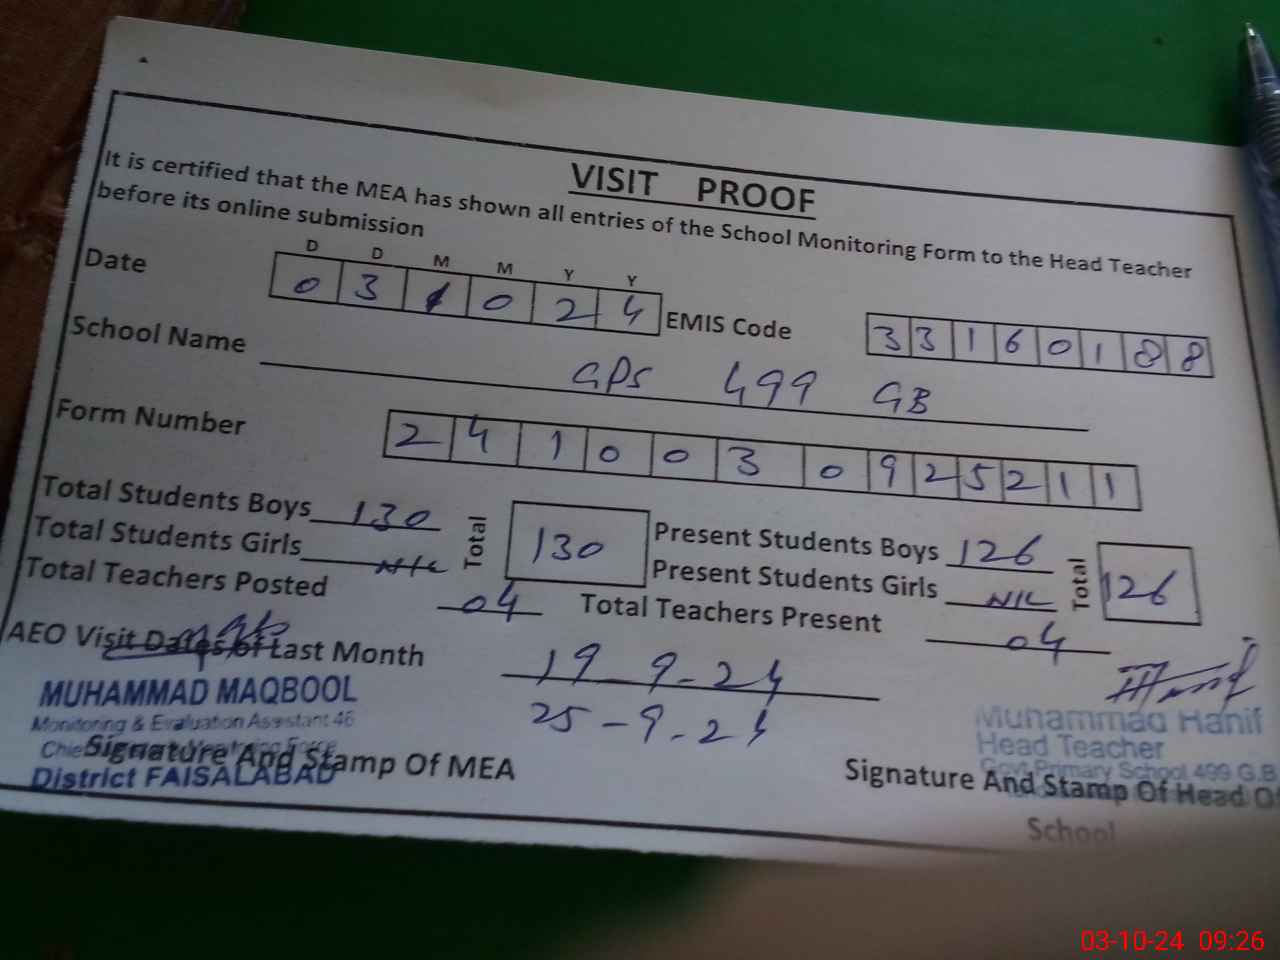 VISIT PROOF
It is certified that the MEA has shown all entries of the School Monitoring Form to the Head Teacher
before its online submission
D D M M Y Y
Date 0 3 1 0 2 4 EMIS Code 3 3 1 6 0 1 8 8
School Name GPS 499 GB
Form Number 2 4 1 0 0 3 0 9 2 5 2 1 1
Total Students Boys 130 Total 130 Present Students Boys 126 Total 126
Total Students Girls Nil Present Students Girls NIL
Total Teachers Posted 04 Total Teachers Present 04
AEO Visit Dates of Last Month 19-9-24
25-9-24
MUHAMMAD MAQBOOL
Monitoring & Evaluation Assistant 46
District FAISALABAD
Signature And Stamp Of MEA
Muhammad Hanif
Head Teacher
Govt Primary School 499 G.B
Signature And Stamp Of Head Of
School
03-10-24 09:26